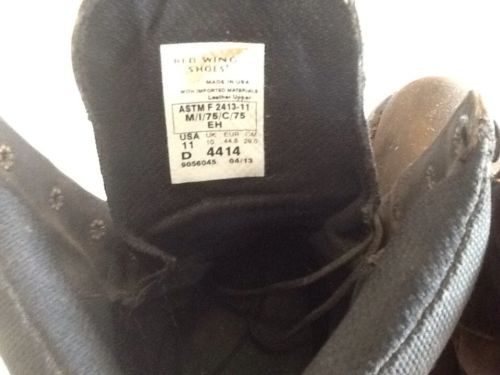 RED WING
SHOES
MADE IN USA
WITH IMPORTED MATERIALS
Leather Upper
ASTM F 2413-11
M/I/75/C/75
EH
USA UK EUR CM
11 10 44.5 29.0
D 4414
9056045 04/13